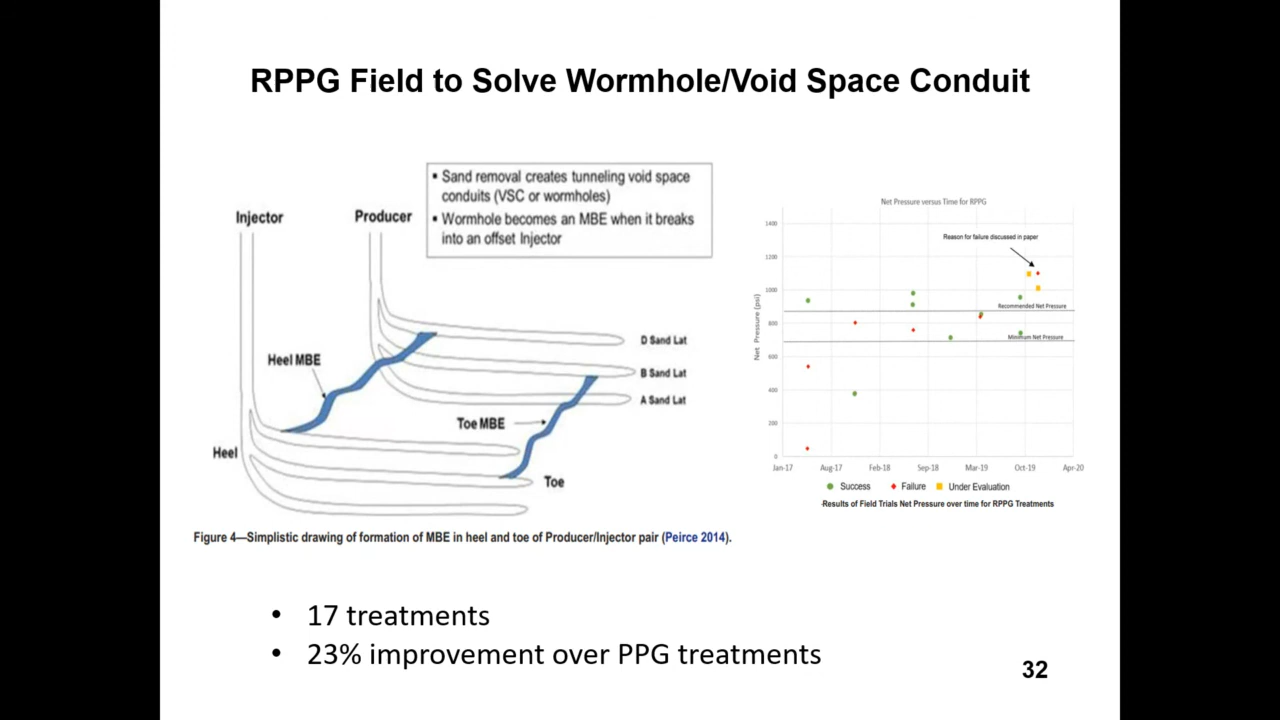 RPPG Field to Solve Wormhole/Void Space Conduit
▪ Sand removal creates tunneling void space
conduits (VSC or wormholes)
▪ Wormhole becomes an MBE when it breaks
into an offset Injector
Injector
Producer
Heel MBE
D Sand Lat
B Sand Lat
A Sand Lat
Toe MBE
Heel
Toe
Figure 4—Simplistic drawing of formation of MBE in heel and toe of Producer/Injector pair (Peirce 2014).
Net Pressure versus Time for RPPG
Reason for failure discussed in paper
Net Pressure (psi)
1400
1200
1000
800
600
400
200
0
Recommended Net Pressure
Minimum Net Pressure
Jan-17 Aug-17 Feb-18 Sep-18 Mar-19 Oct-19 Apr-20
Success Failure Under Evaluation
Results of Field Trials Net Pressure over time for RPPG Treatments
• 17 treatments
• 23% improvement over PPG treatments
32